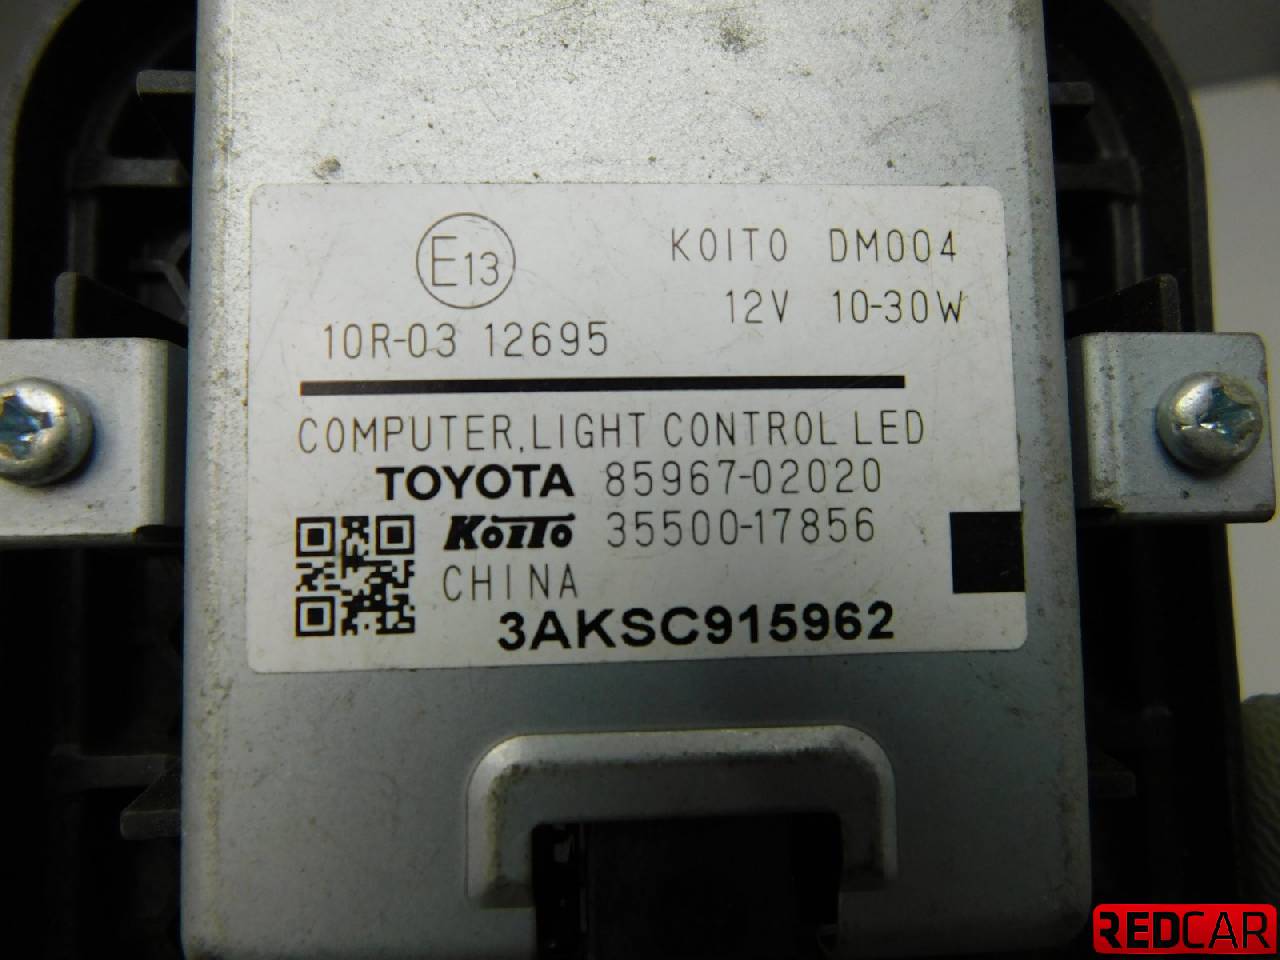 E13
KOITO DM004
12V 10-30W
10R-03 12695
COMPUTER,LIGHT CONTROL LED
TOYOTA 85967-02020
KOITO 35500-17856
CHINA
3AKSC915962
REDCAR